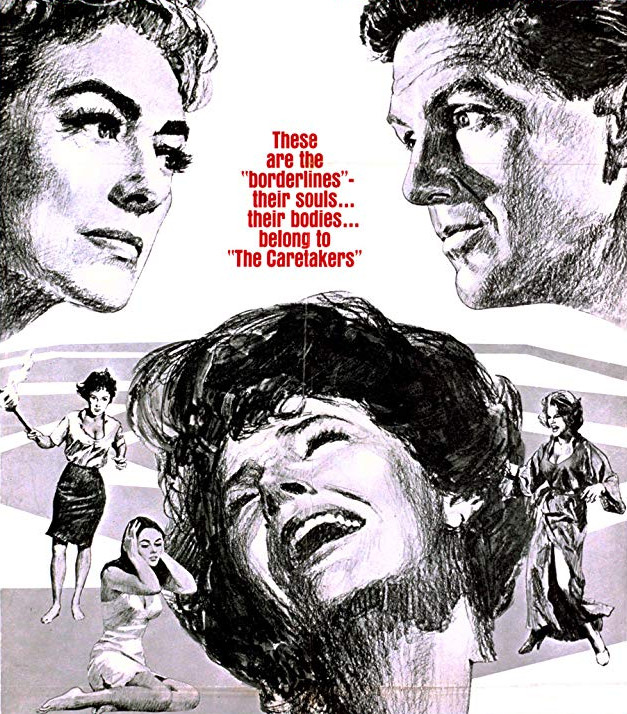 These
are the
"borderlines"-
their souls...
their bodies...
belong to
"The Caretakers"